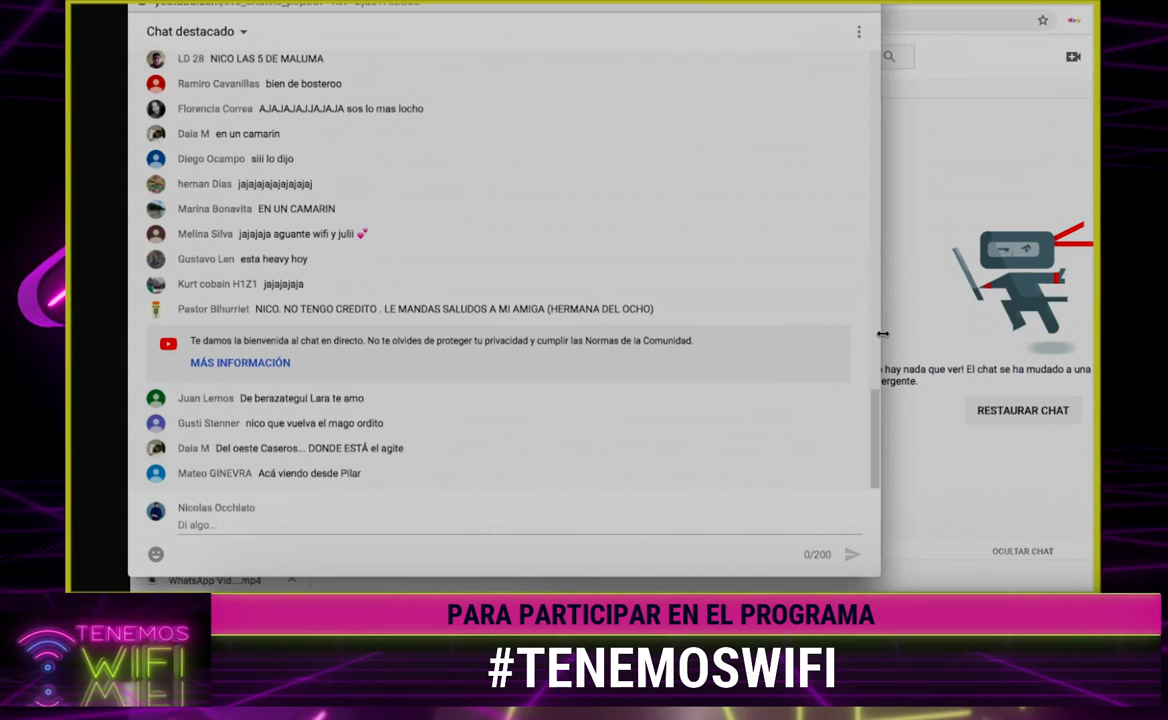 Chat destacado
LD 28 NICO LAS 5 DE MALUMA
Ramiro Cavanillas bien de bosteroo
Florencia Correa AJAJAJAJJAJAJA sos lo mas locho
Daia M en un camarin
Diego Ocampo siii lo dijo
hernan Dias jajajajajajajajaj
Marina Bonavita EN UN CAMARIN
Melina Silva jajajaja aguante wifi y julii 💕
Gustavo Len esta heavy hoy
Kurt cobain H1Z1 jajajajaja
Pastor Blhurriet NICO. NO TENGO CREDITO . LE MANDAS SALUDOS A MI AMIGA (HERMANA DEL OCHO)
Te damos la bienvenida al chat en directo. No te olvides de proteger tu privacidad y cumplir las Normas de la Comunidad.
MÁS INFORMACIÓN
Juan Lemos De berazategui Lara te amo
Gusti Stenner nico que vuelva el mago ordito
Daia M Del oeste Caseros... DONDE ESTÁ el agite
Mateo GINEVRA Acá viendo desde Pilar
Nicolas Occhiato
Di algo...
0/200
hay nada que ver! El chat se ha mudado a una
ergente.
RESTAURAR CHAT
OCULTAR CHAT
WhatsApp Vid....mp4
PARA PARTICIPAR EN EL PROGRAMA
#TENEMOSWIFI
TENEMOS
WIFI